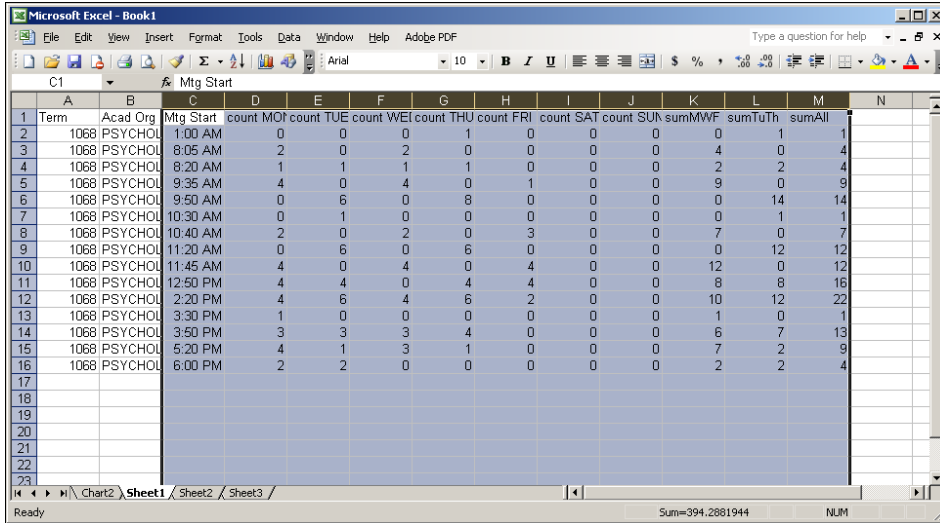 Microsoft Excel - Book1
File Edit View Insert Format Tools Data Window Help Adobe PDF Type a question for help
Arial 10 B I U $ % ,
C1 fx Mtg Start
A B C D E F G H I J K L M N
1 Term Acad Org Mtg Start count MON count TUE count WED count THU count FRI count SAT count SUN sumMWF sumTuTh sumAll
2 1068 PSYCHOL 1:00 AM 0 0 0 1 0 0 0 0 1 1
3 1068 PSYCHOL 8:05 AM 2 0 2 0 0 0 0 4 0 4
4 1068 PSYCHOL 8:20 AM 1 1 1 1 0 0 0 2 2 4
5 1068 PSYCHOL 9:35 AM 4 0 4 0 1 0 0 9 0 9
6 1068 PSYCHOL 9:50 AM 0 6 0 8 0 0 0 0 14 14
7 1068 PSYCHOL 10:30 AM 0 1 0 0 0 0 0 0 1 1
8 1068 PSYCHOL 10:40 AM 2 0 2 0 3 0 0 7 0 7
9 1068 PSYCHOL 11:20 AM 0 6 0 6 0 0 0 0 12 12
10 1068 PSYCHOL 11:45 AM 4 0 4 0 4 0 0 12 0 12
11 1068 PSYCHOL 12:50 PM 4 4 0 4 4 0 0 8 8 16
12 1068 PSYCHOL 2:20 PM 4 6 4 6 2 0 0 10 12 22
13 1068 PSYCHOL 3:30 PM 1 0 0 0 0 0 0 1 0 1
14 1068 PSYCHOL 3:50 PM 3 3 3 4 0 0 0 6 7 13
15 1068 PSYCHOL 5:20 PM 4 1 3 1 0 0 0 7 2 9
16 1068 PSYCHOL 6:00 PM 2 2 0 0 0 0 0 2 2 4
17
18
19
20
21
22
23
Chart2 Sheet1 Sheet2 Sheet3
Ready Sum=394.2881944 NUM